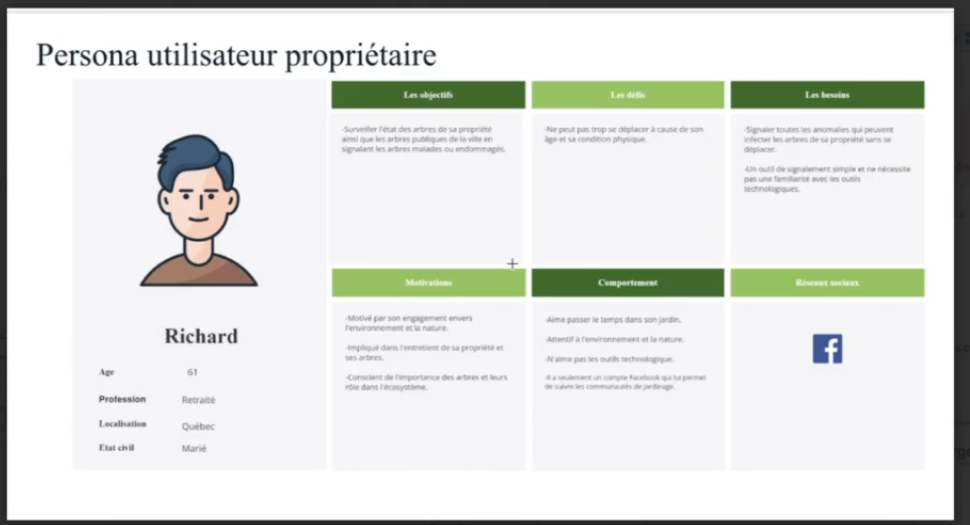 Persona utilisateur propriétaire
Richard
Age 61
Profession Retraité
Localisation Québec
Etat civil Marié
Les objectifs
-Surveiller l'état des arbres de sa propriété
ainsi que les arbres publiques de la ville en
signalant les arbres malades ou endommagés.
Les défis
-Ne peut pas trop se déplacer à cause de son
âge et sa condition physique.
Les besoins
-Signaler toutes les anomalies qui peuvent
infecter les arbres de sa propriété sans se
déplacer.
-Un outil de signalement simple et ne nécessite
pas une familiarité avec les outils
technologiques.
Motivations
-Motivé par son engagement envers
l'environnement et la nature.
-Impliqué dans l'entretient de sa propriété et
ses arbres.
-Conscient de l'importance des arbres et leurs
rôle dans l'écosystème.
Comportement
-Aime passer le temps dans son jardin.
-Attentif à l'environnement et la nature.
-N'aime pas les outils technologique.
-Il a seulement un compte Facebook qui lui permet
de suivre les communautés de jardinage.
Réseaux sociaux